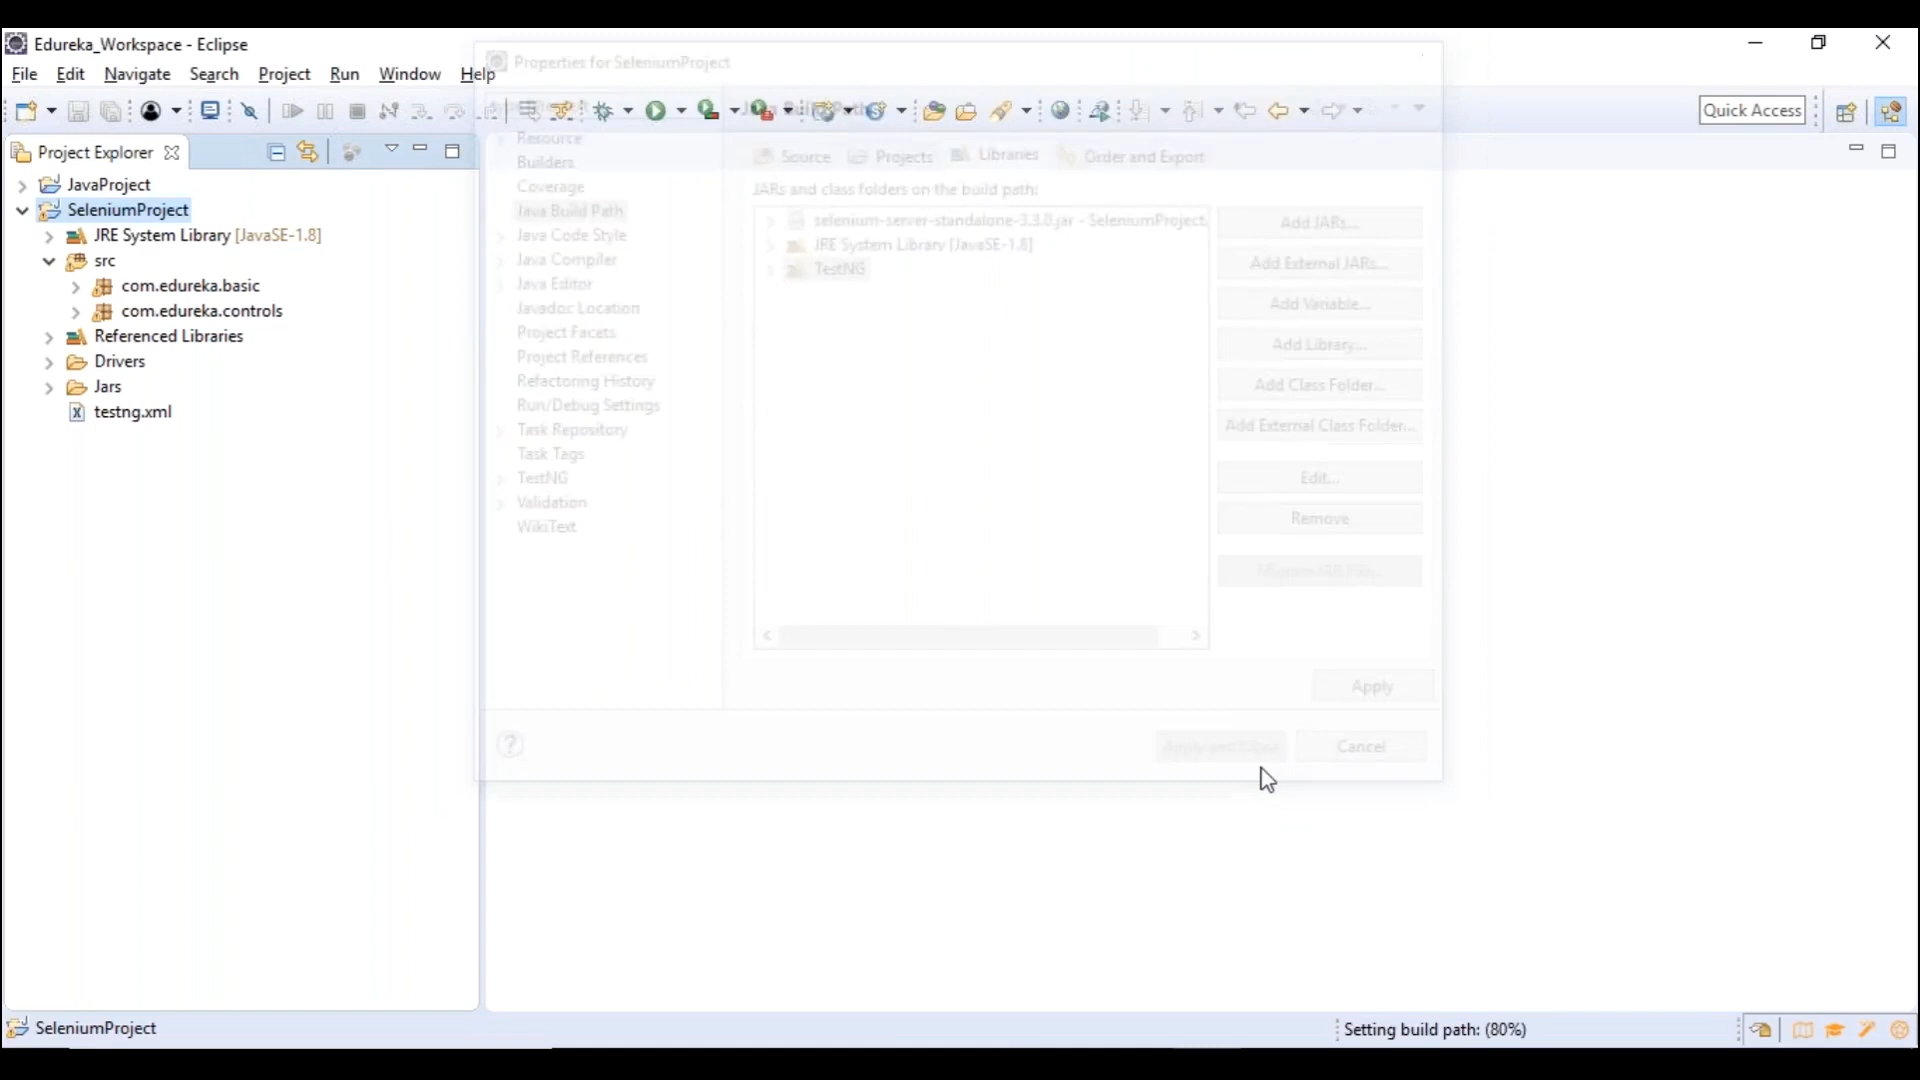 Edureka_Workspace - Eclipse
File Edit Navigate Search Project Run Window Help
Quick Access
Project Explorer
JavaProject
SeleniumProject
JRE System Library [JavaSE-1.8]
src
com.edureka.basic
com.edureka.controls
Referenced Libraries
Drivers
Jars
testng.xml
Properties for SeleniumProject
Resource
Builders
Coverage
Java Build Path
Java Code Style
Java Compiler
Java Editor
Javadoc Location
Project Facets
Project References
Refactoring History
Run/Debug Settings
Task Repository
Task Tags
TestNG
Validation
WikiText
Source Projects Libraries Order and Export
JARs and class folders on the build path:
selenium-server-standalone-3.3.0.jar - SeleniumProject
JRE System Library [JavaSE-1.8]
TestNG
Add JARs...
Add External JARs...
Add Variable...
Add Library...
Add Class Folder...
Add External Class Folder...
Edit...
Remove
Apply
Apply and Close Cancel
SeleniumProject
Setting build path: (80%)